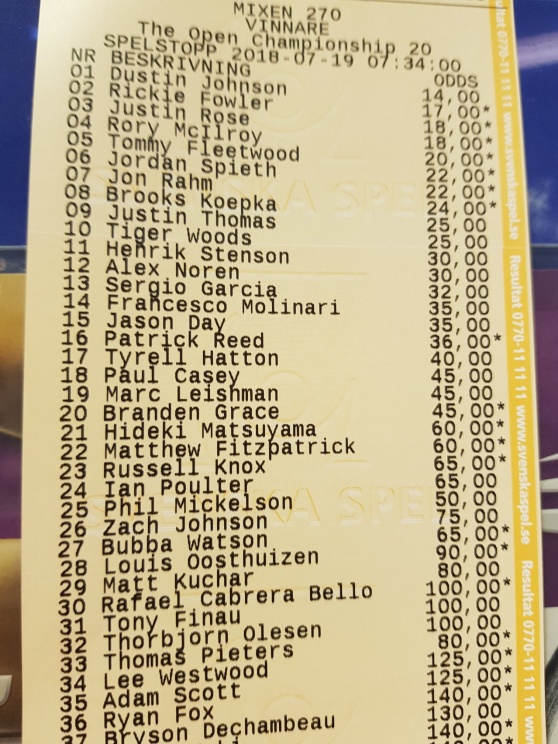 MIXEN 270
VINNARE
The Open Championship 20
SPELSTOPP 2018-07-19 07:34:00
NR BESKRIVNING ODDS
01 Dustin Johnson 14,00
02 Rickie Fowler 17,00*
03 Justin Rose 18,00*
04 Rory McIlroy 18,00*
05 Tommy Fleetwood 20,00*
06 Jordan Spieth 22,00*
07 Jon Rahm 22,00*
08 Brooks Koepka 24,00*
09 Justin Thomas 25,00
10 Tiger Woods 25,00
11 Henrik Stenson 30,00
12 Alex Noren 30,00
13 Sergio Garcia 32,00
14 Francesco Molinari 35,00
15 Jason Day 35,00
16 Patrick Reed 36,00*
17 Tyrell Hatton 40,00
18 Paul Casey 45,00
19 Marc Leishman 45,00
20 Branden Grace 45,00*
21 Hideki Matsuyama 60,00*
22 Matthew Fitzpatrick 60,00*
23 Russell Knox 65,00*
24 Ian Poulter 65,00
25 Phil Mickelson 50,00
26 Zach Johnson 75,00
27 Bubba Watson 65,00*
28 Louis Oosthuizen 90,00*
29 Matt Kuchar 80,00
30 Rafael Cabrera Bello 100,00*
31 Tony Finau 100,00
32 Thorbjorn Olesen 100,00
33 Thomas Pieters 80,00*
34 Lee Westwood 125,00*
35 Adam Scott 125,00*
36 Ryan Fox 140,00*
37 Bryson Dechambeau 130,00
140,00*
ultat 0770-11 11 11 www.svenskaspel.se Resultat 0770-11 11 11 www.svenskaspel.se Resultat 0770-11 11 11 ww